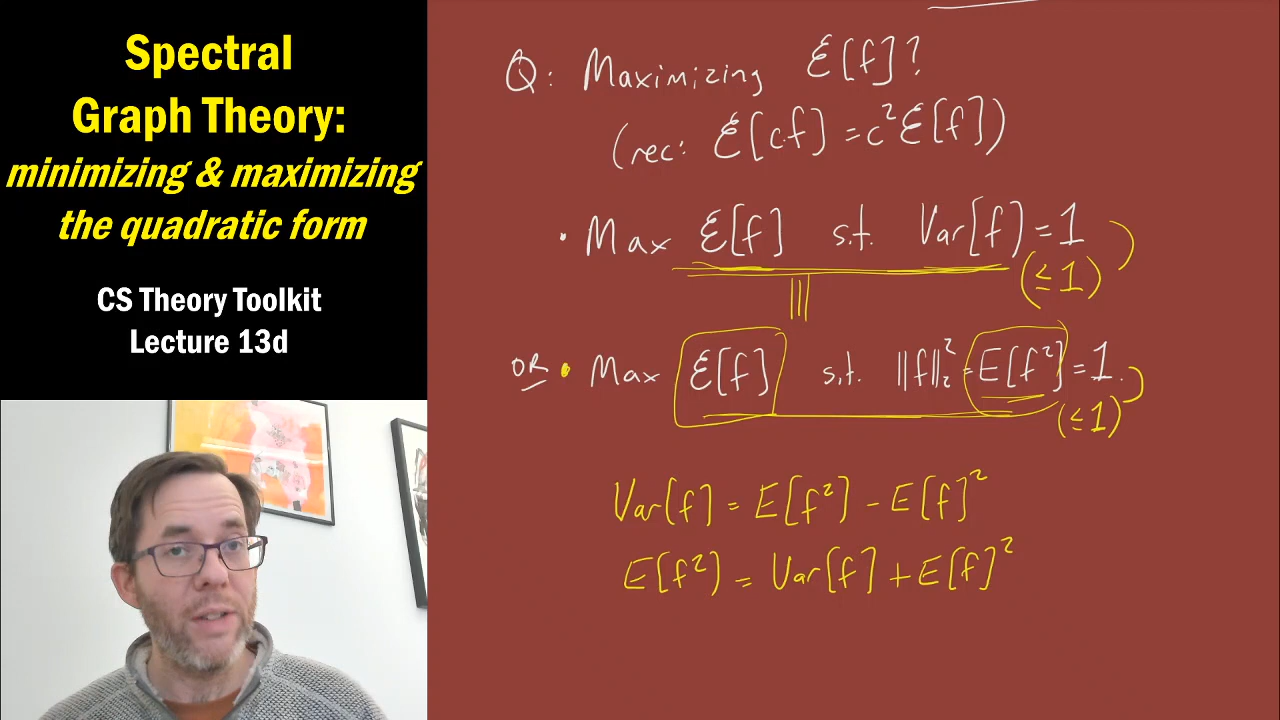 Spectral
Graph Theory:
minimizing & maximizing
the quadratic form
CS Theory Toolkit
Lecture 13d
Q: Maximizing ℰ[f]?
(rec: ℰ[c·f] = c²ℰ[f])
• Max ℰ[f] s.t. Var[f] = 1
(≤ 1)
|||
OR • Max ℰ[f] s.t. ||f||₂² = E[f²] = 1.
(≤ 1)
Var[f] = E[f²] - E[f]²
E[f²] = Var[f] + E[f]²